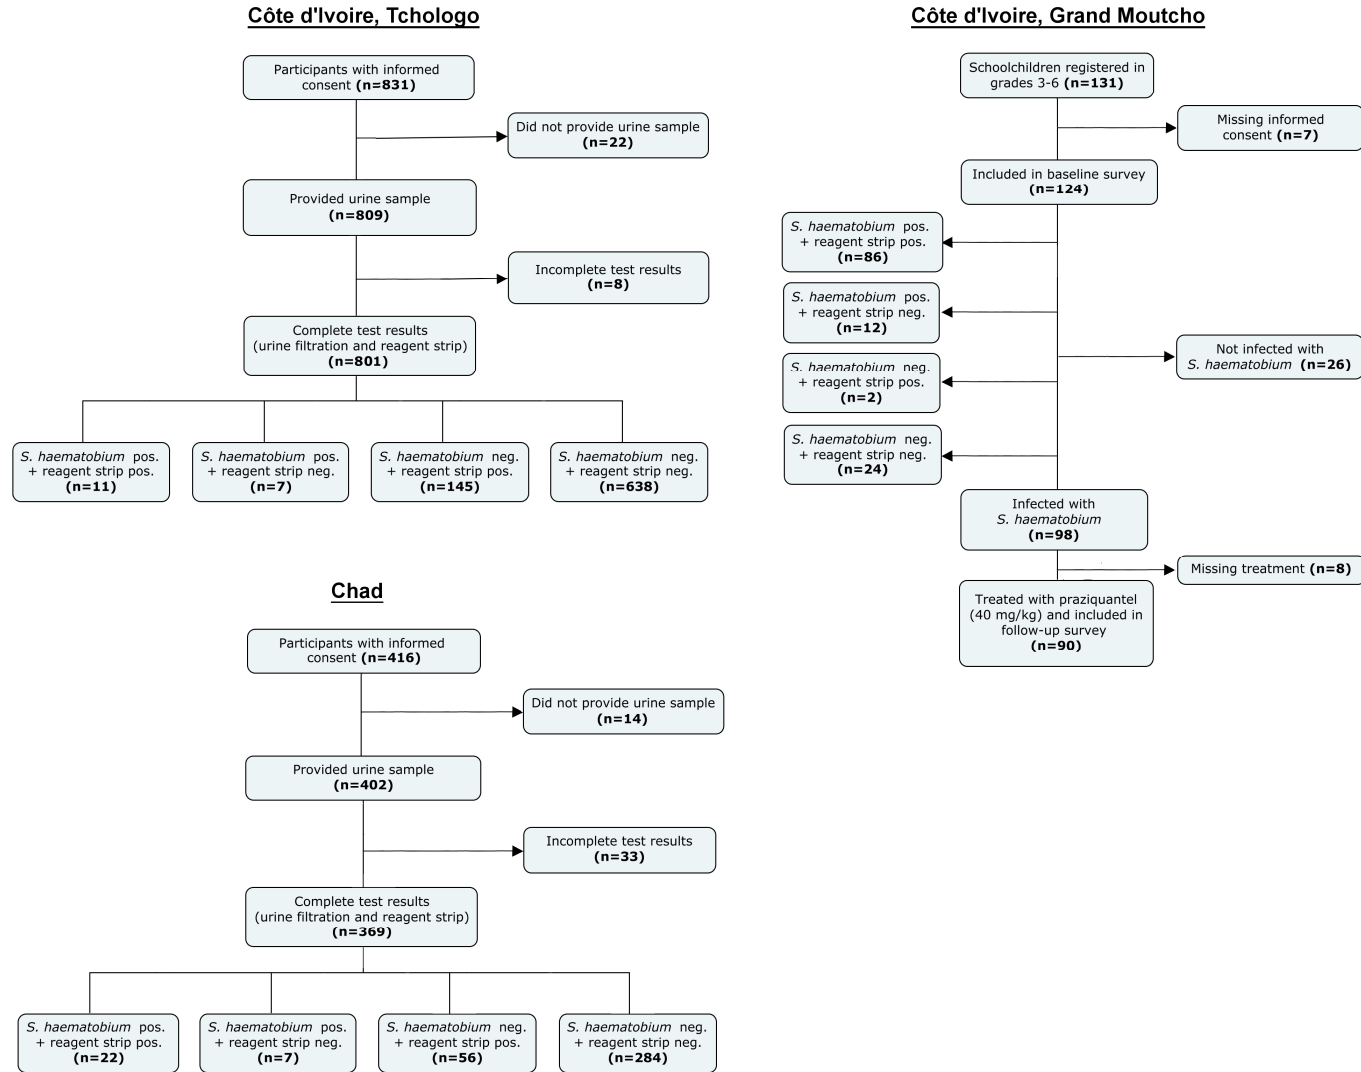 Côte d'Ivoire, Tchologo
Participants with informed
consent (n=831)
Did not provide urine sample
(n=22)
Provided urine sample
(n=809)
Incomplete test results
(n=8)
Complete test results
(urine filtration and reagent strip)
(n=801)
S. haematobium pos.
+ reagent strip pos.
(n=11)
S. haematobium pos.
+ reagent strip neg.
(n=7)
S. haematobium neg.
+ reagent strip pos.
(n=145)
S. haematobium neg.
+ reagent strip neg.
(n=638)
Côte d'Ivoire, Grand Moutcho
Schoolchildren registered in
grades 3-6 (n=131)
Missing informed
consent (n=7)
Included in baseline survey
(n=124)
S. haematobium pos.
+ reagent strip pos.
(n=86)
S. haematobium pos.
+ reagent strip neg.
(n=12)
Not infected with
S. haematobium (n=26)
S. haematobium neg.
+ reagent strip pos.
(n=2)
S. haematobium neg.
+ reagent strip neg.
(n=24)
Infected with
S. haematobium
(n=98)
Missing treatment (n=8)
Treated with praziquantel
(40 mg/kg) and included in
follow-up survey
(n=90)
Chad
Participants with informed
consent (n=416)
Did not provide urine sample
(n=14)
Provided urine sample
(n=402)
Incomplete test results
(n=33)
Complete test results
(urine filtration and reagent strip)
(n=369)
S. haematobium pos.
+ reagent strip pos.
(n=22)
S. haematobium pos.
+ reagent strip neg.
(n=7)
S. haematobium neg.
+ reagent strip pos.
(n=56)
S. haematobium neg.
+ reagent strip neg.
(n=284)